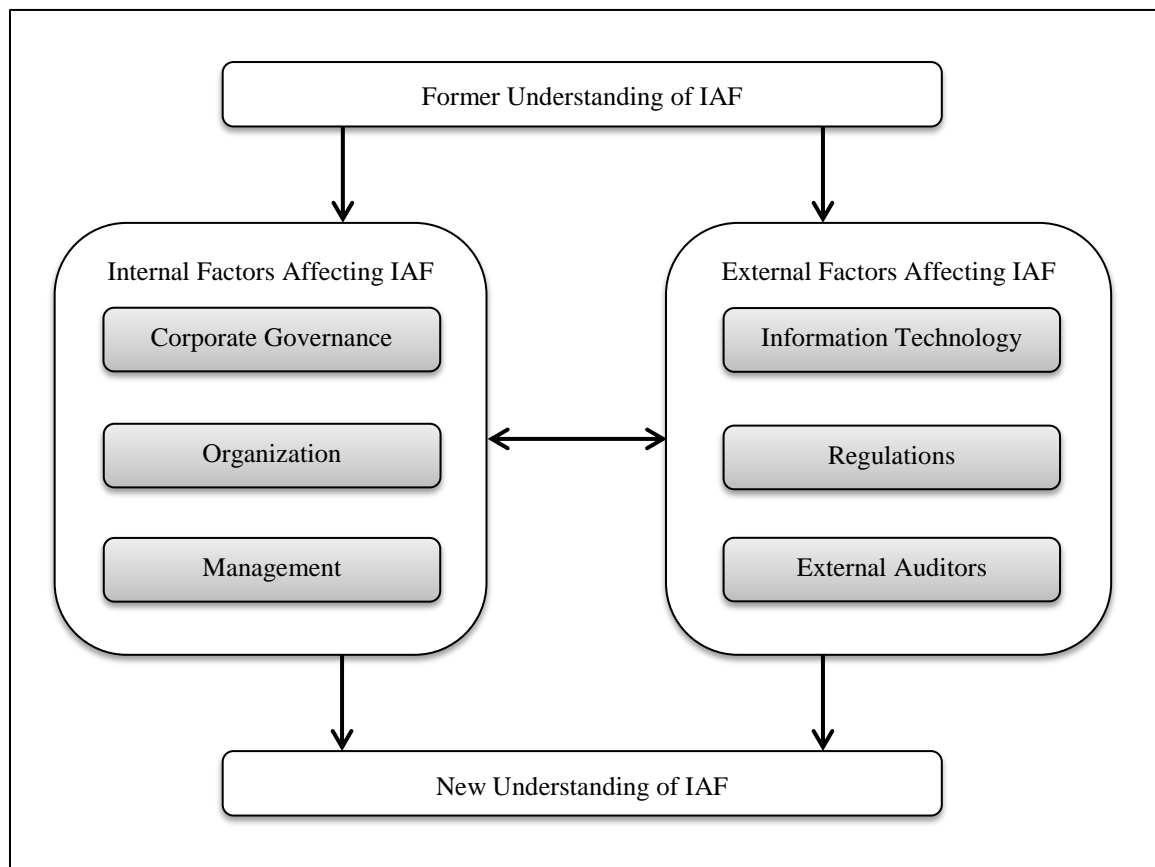 Former Understanding of IAF
Internal Factors Affecting IAF
Corporate Governance
Organization
Management
External Factors Affecting IAF
Information Technology
Regulations
External Auditors
New Understanding of IAF